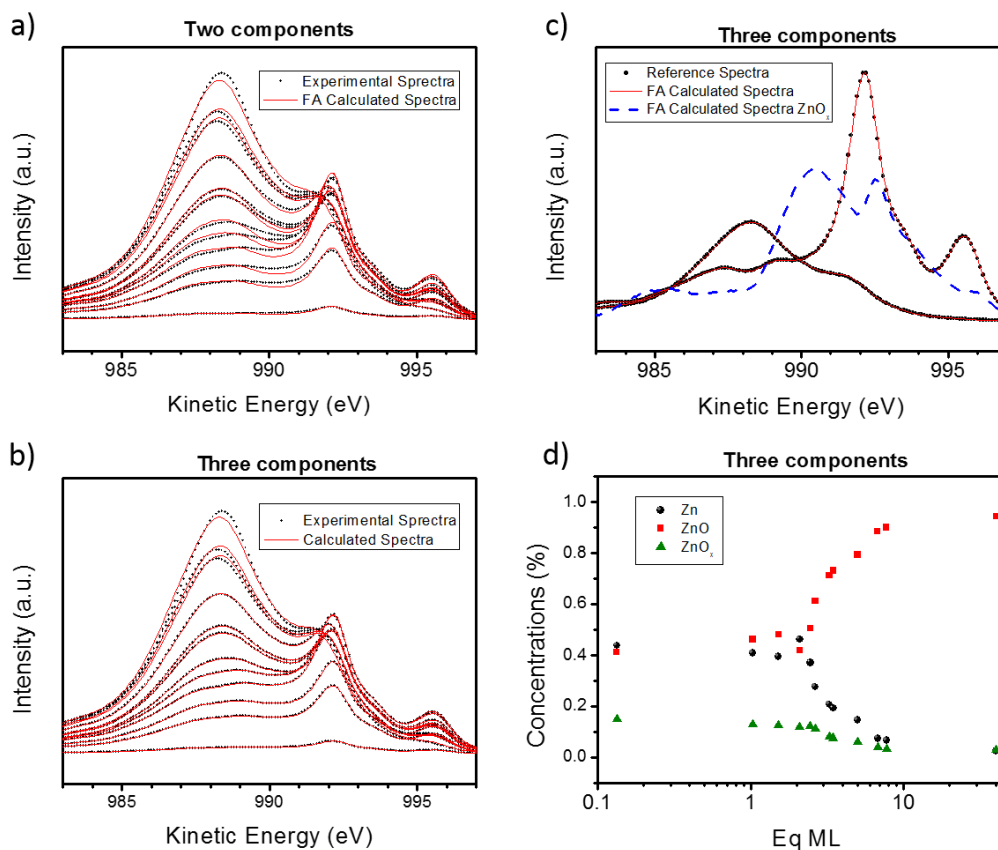 a)
Two components
Experimental Sprectra
FA Calculated Spectra
Intensity (a.u.)
985
990
995
Kinetic Energy (eV)
b)
Three components
Experimental Sprectra
Calculated Spectra
Intensity (a.u.)
985
990
995
Kinetic Energy (eV)
c)
Three components
Reference Spectra
FA Calculated Spectra
FA Calculated Spectra ZnOx
Intensity (a.u.)
985
990
995
Kinetic Energy (eV)
d)
Three components
Zn
ZnO
ZnOx
Concentrations (%)
1.0
0.8
0.6
0.4
0.2
0.0
0.1
1
10
Eq ML